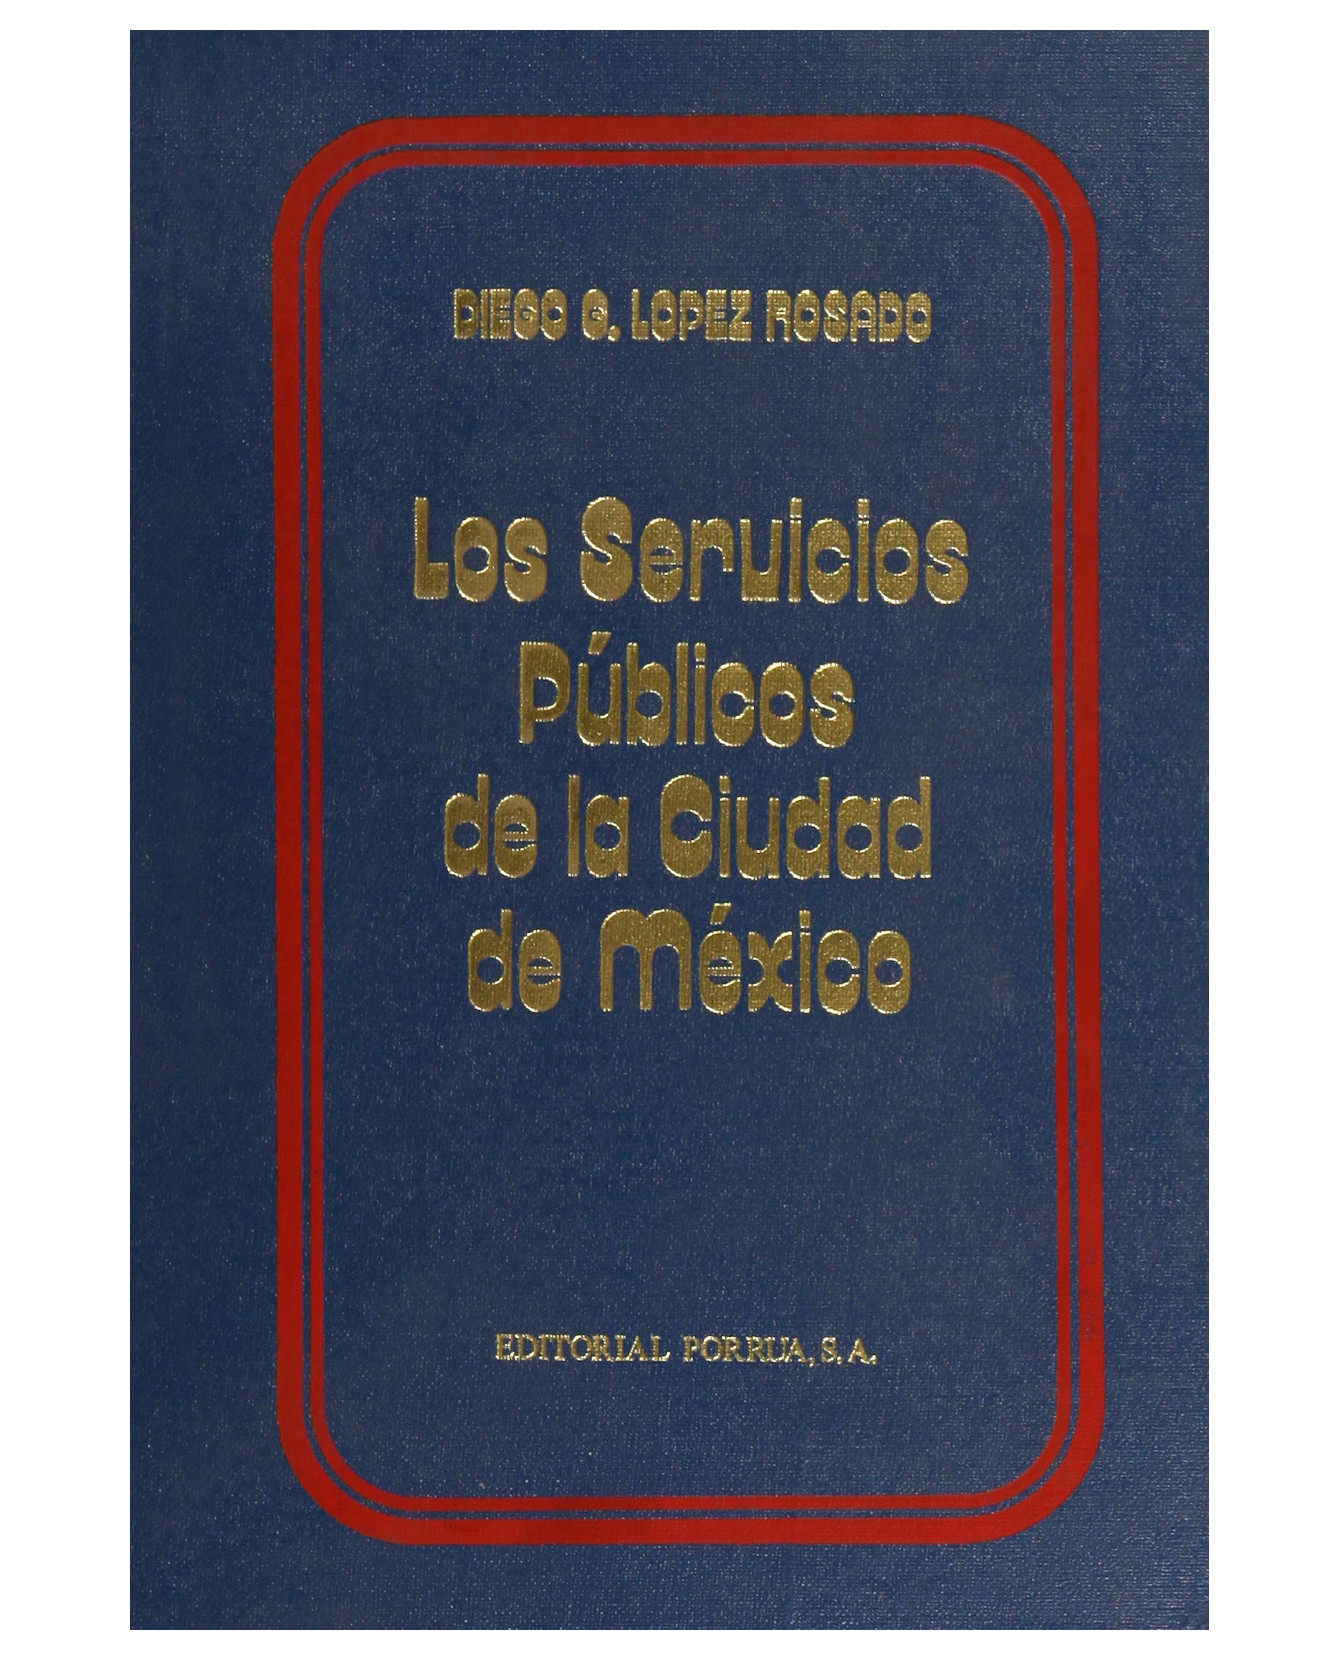 DIEGO G. LOPEZ ROSADO
Los Servicios
Públicos
de la Ciudad
de México
EDITORIAL PORRUA, S. A.